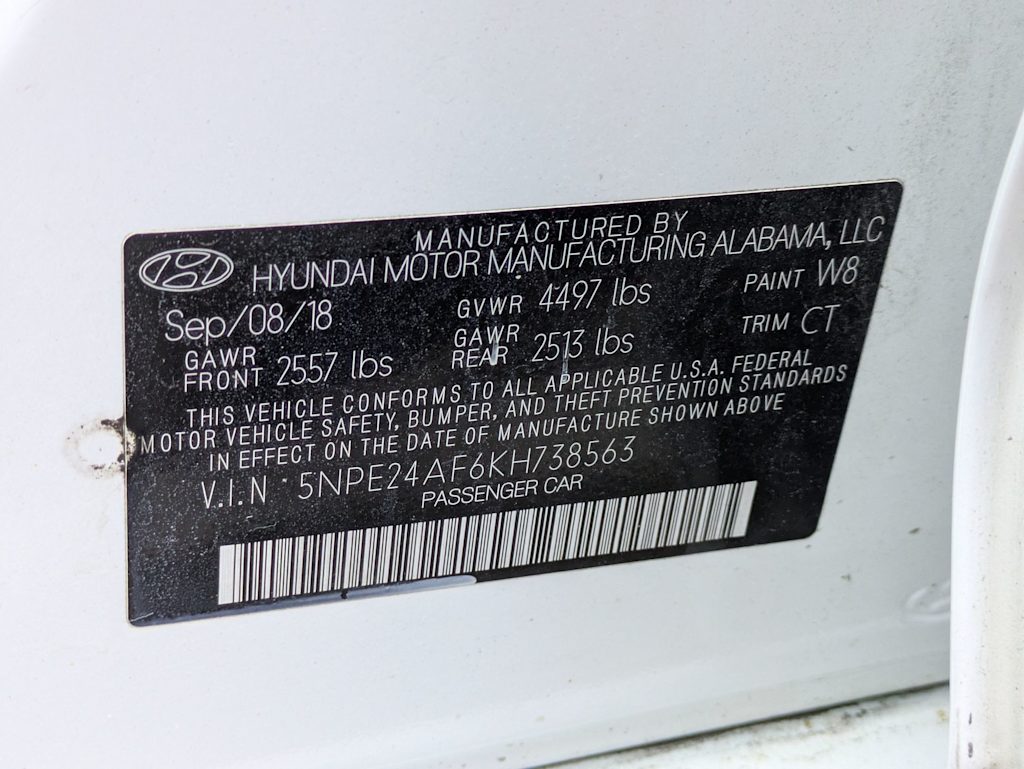 MANUFACTURED BY
HYUNDAI MOTOR MANUFACTURING ALABAMA, LLC
Sep/08/18 GVWR 4497 lbs PAINT W8
GAWR FRONT 2557 lbs GAWR REAR 2513 lbs TRIM CT
THIS VEHICLE CONFORMS TO ALL APPLICABLE U.S.A. FEDERAL
MOTOR VEHICLE SAFETY, BUMPER, AND THEFT PREVENTION STANDARDS
IN EFFECT ON THE DATE OF MANUFACTURE SHOWN ABOVE
V.I.N 5NPE24AF6KH738563
PASSENGER CAR